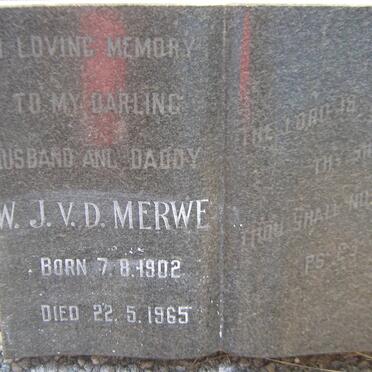 LOVING MEMORY
TO MY DARLING
HUSBAND AND DADDY
W. J. V. D. MERWE
BORN 7. 8. 1902
DIED 22. 5. 1965
THE LORD IS
THY
THOU SHALL NOT
PS. 23